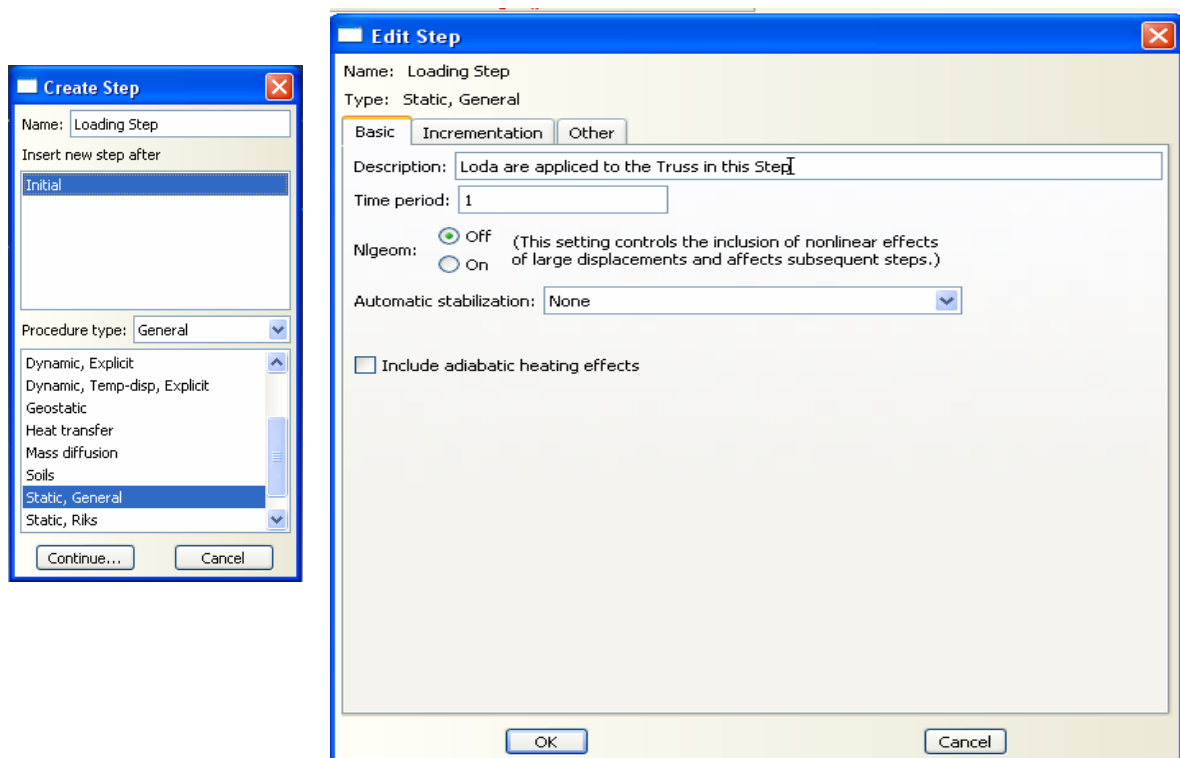 Create Step
Name: Loading Step
Insert new step after
Initial
Procedure type: General
Dynamic, Explicit
Dynamic, Temp-disp, Explicit
Geostatic
Heat transfer
Mass diffusion
Soils
Static, General
Static, Riks
Continue... Cancel
Edit Step
Name: Loading Step
Type: Static, General
Basic Incrementation Other
Description: Loda are appliced to the Truss in this Step
Time period: 1
Nlgeom: Off (This setting controls the inclusion of nonlinear effects
On of large displacements and affects subsequent steps.)
Automatic stabilization: None
Include adiabatic heating effects
OK Cancel